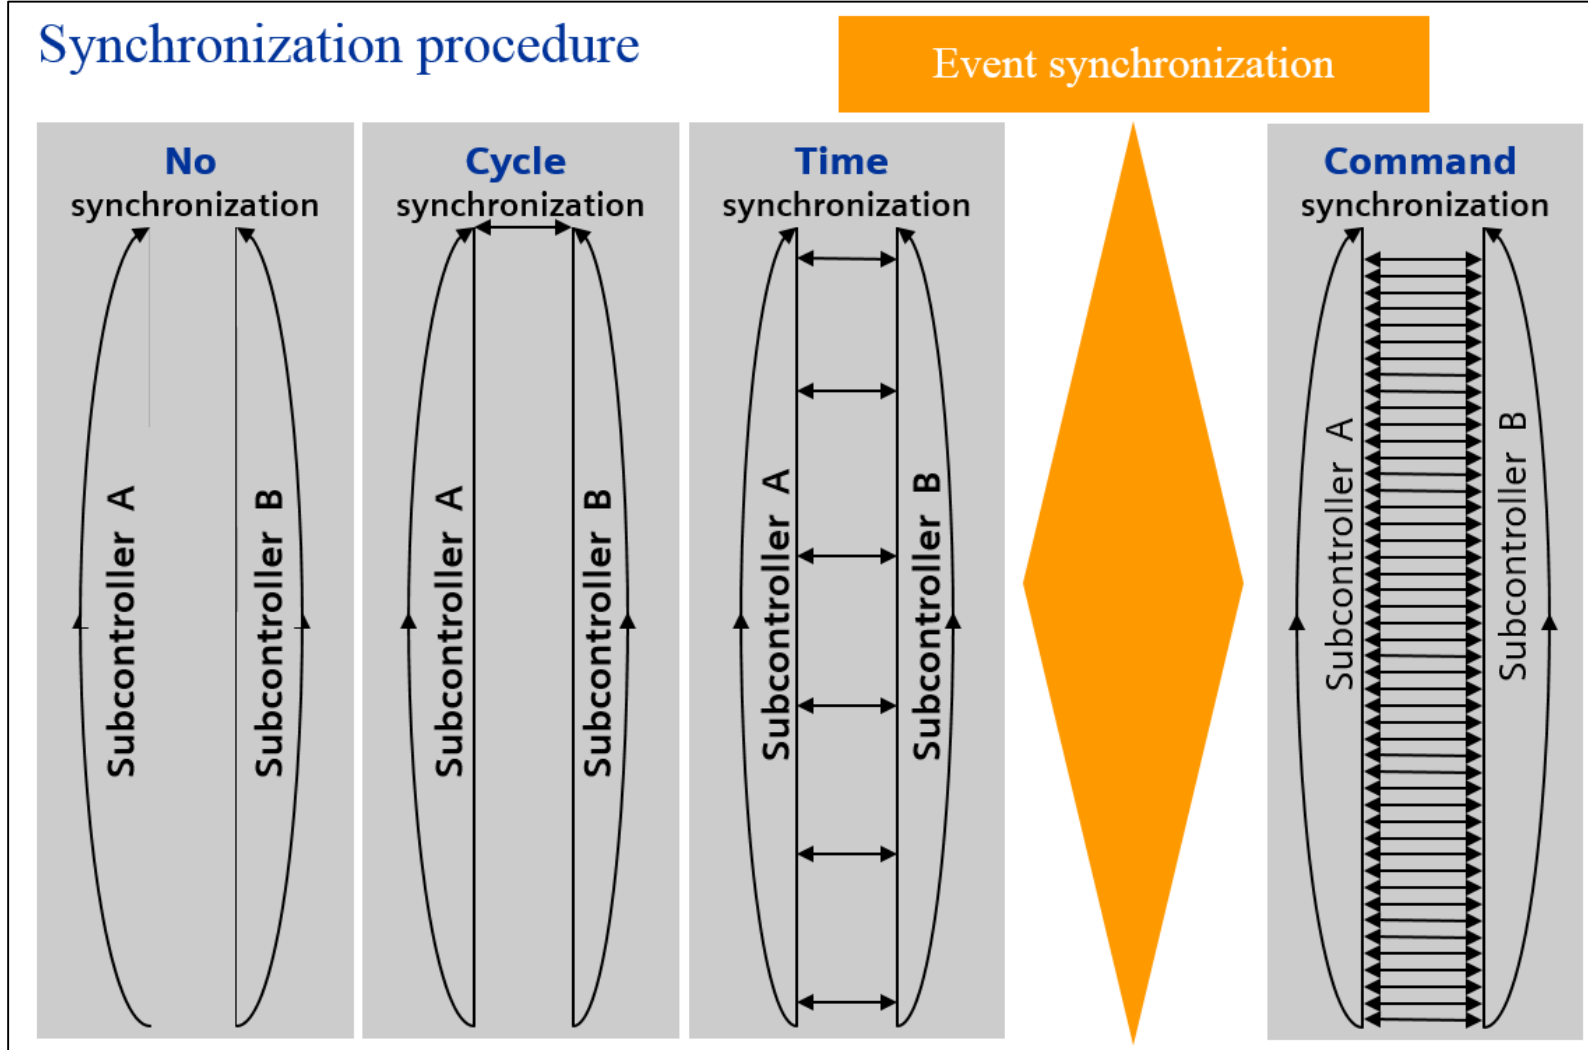 Synchronization procedure
Event synchronization
No
synchronization
Subcontroller A
Subcontroller B
Cycle
synchronization
Subcontroller A
Subcontroller B
Time
synchronization
Subcontroller A
Subcontroller B
Command
synchronization
Subcontroller A
Subcontroller B